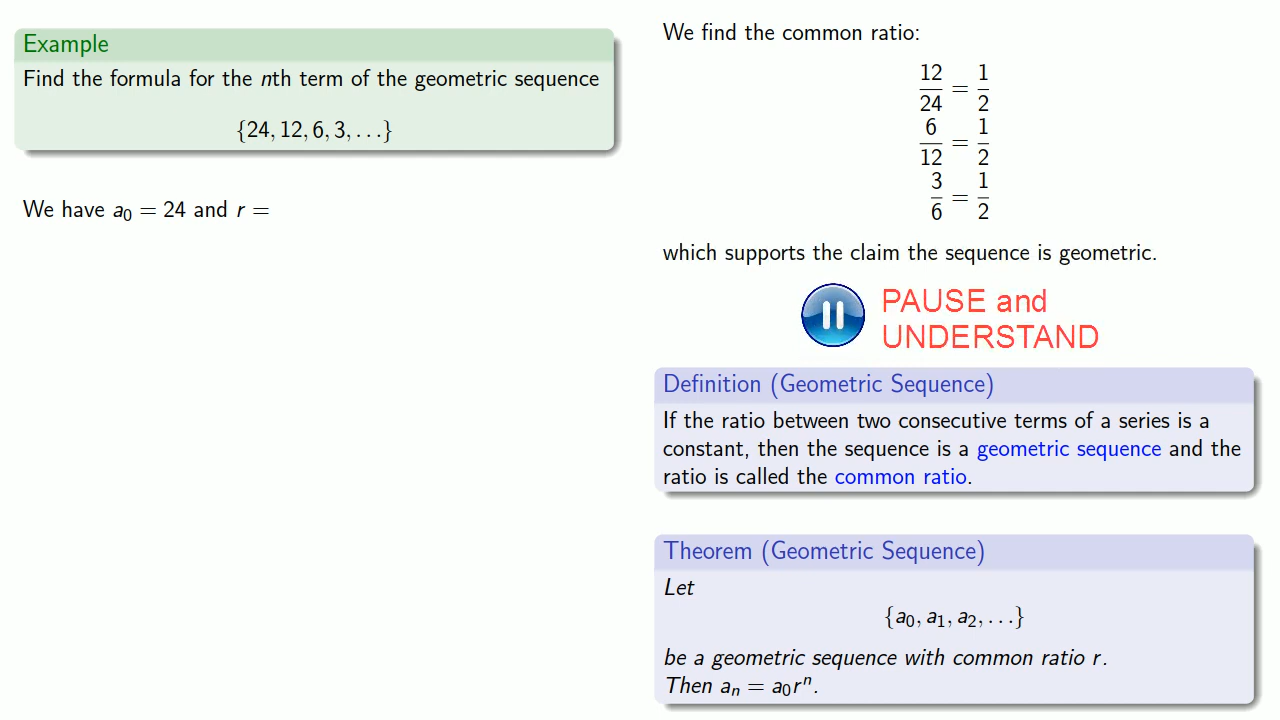 Example
Find the formula for the nth term of the geometric sequence
{24, 12, 6, 3, . . .}
We have a₀ = 24 and r =
We find the common ratio:
12/24 = 1/2
6/12 = 1/2
3/6 = 1/2
which supports the claim the sequence is geometric.
PAUSE and
UNDERSTAND
Definition (Geometric Sequence)
If the ratio between two consecutive terms of a series is a
constant, then the sequence is a geometric sequence and the
ratio is called the common ratio.
Theorem (Geometric Sequence)
Let
{a₀, a₁, a₂, . . .}
be a geometric sequence with common ratio r.
Then aₙ = a₀rⁿ.